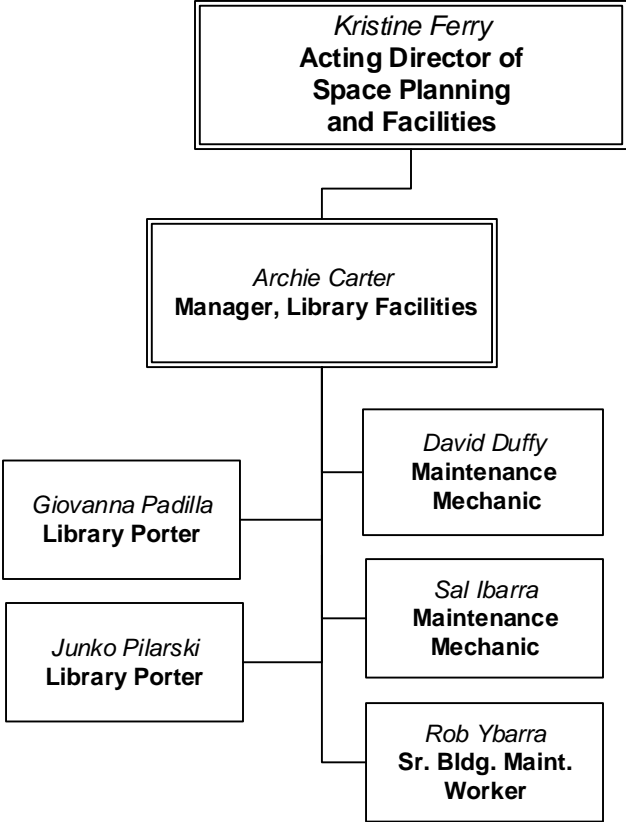 Kristine Ferry
Acting Director of
Space Planning
and Facilities
Archie Carter
Manager, Library Facilities
David Duffy
Maintenance
Mechanic
Giovanna Padilla
Library Porter
Sal Ibarra
Maintenance
Mechanic
Junko Pilarski
Library Porter
Rob Ybarra
Sr. Bldg. Maint.
Worker